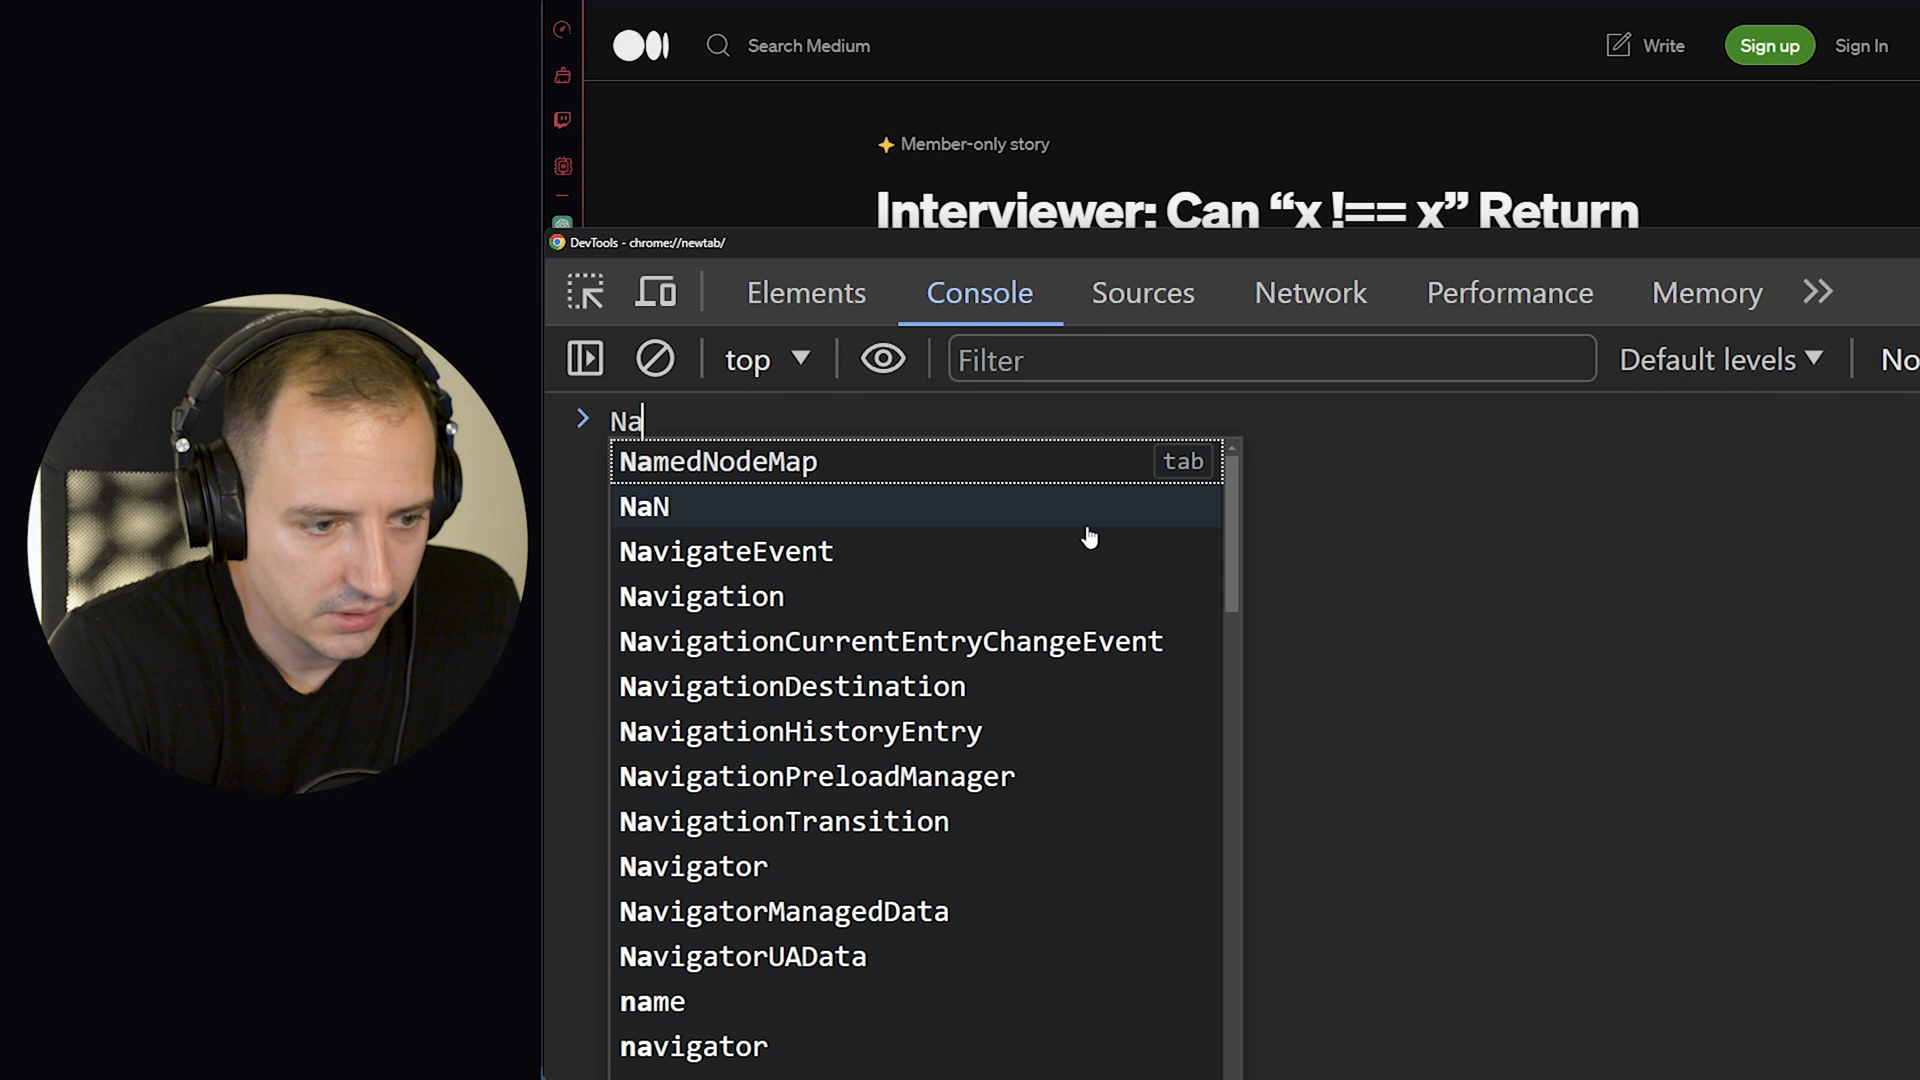 Search Medium
Write
Sign up
Sign In
Member-only story
Interviewer: Can “x !== x” Return
DevTools - chrome://newtab/
Elements
Console
Sources
Network
Performance
Memory
top
Filter
Default levels
No
Na
NamedNodeMap
tab
NaN
NavigateEvent
Navigation
NavigationCurrentEntryChangeEvent
NavigationDestination
NavigationHistoryEntry
NavigationPreloadManager
NavigationTransition
Navigator
NavigatorManagedData
NavigatorUAData
name
navigator